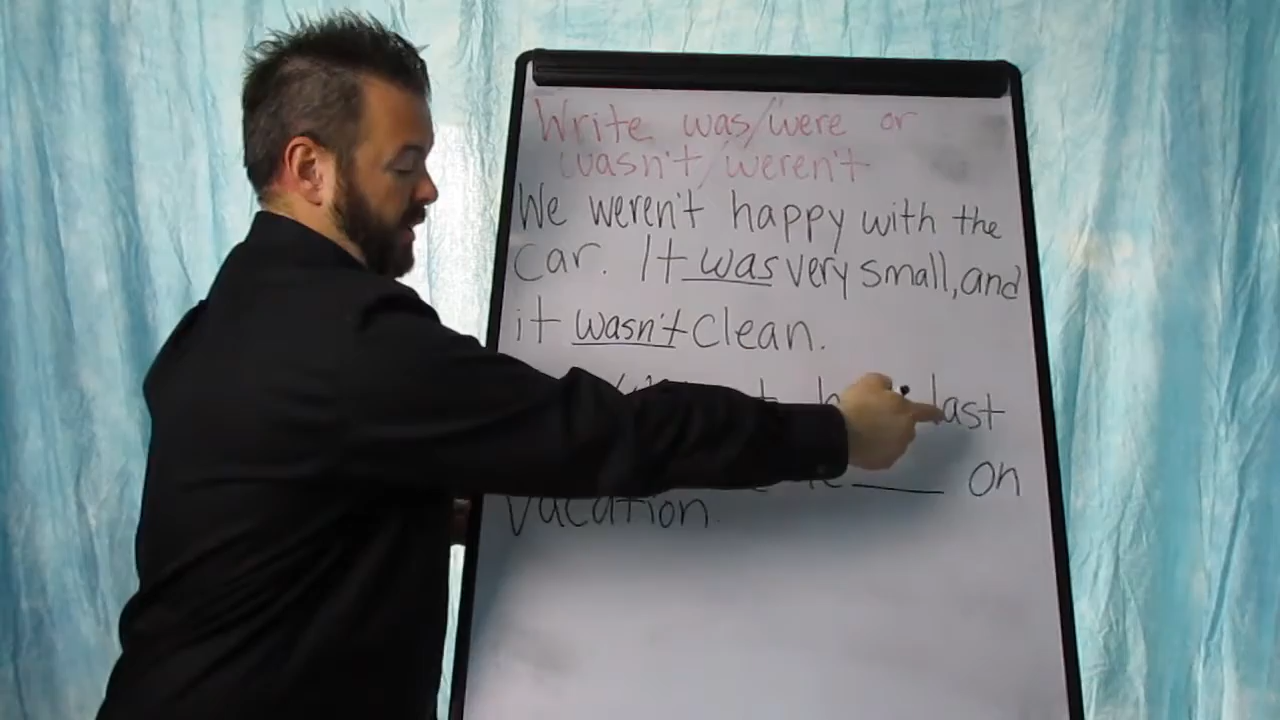 Write was/were or
wasn't/weren't
We weren't happy with the
car. It was very small, and
it wasn't clean.
last
on
vacation.